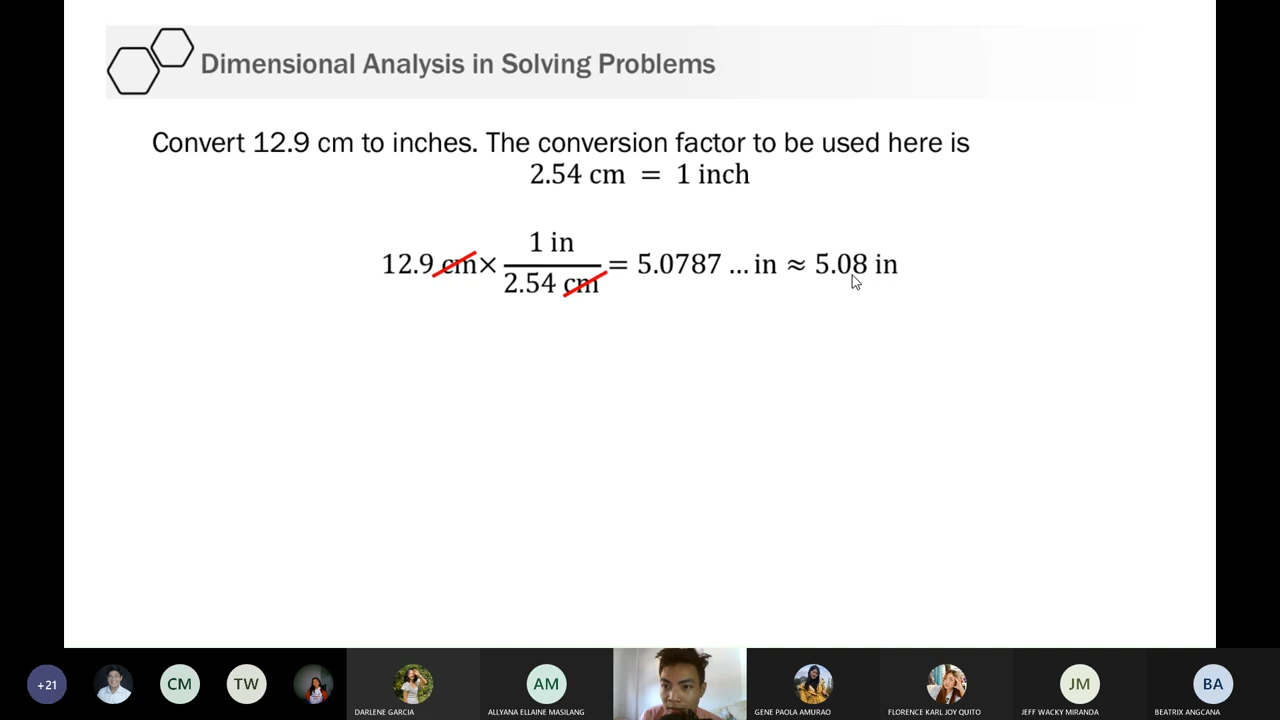 Dimensional Analysis in Solving Problems
Convert 12.9 cm to inches. The conversion factor to be used here is
2.54 cm = 1 inch
12.9 cm × 1 in / 2.54 cm = 5.0787 ... in ≈ 5.08 in
+21
CM
TW
DARLENE GARCIA
AM
ALLYANA ELLAINE MASILANG
GENE PAOLA AMURAO
FLORENCE KARL JOY QUITO
JM
JEFF WACKY MIRANDA
BA
BEATRIX ANGCANA